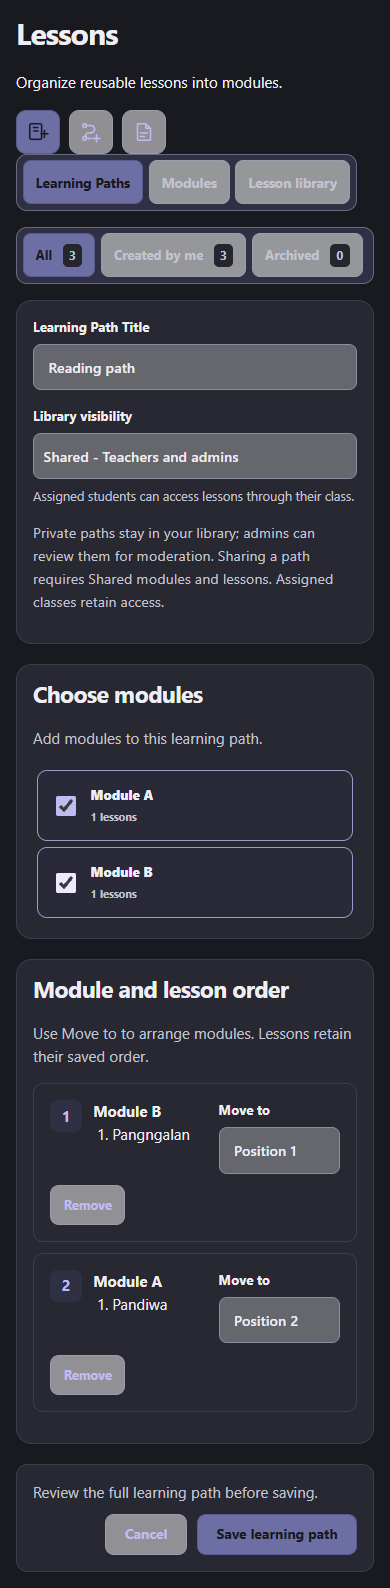 Lessons
Organize reusable lessons into modules.
Learning Paths
Modules
Lesson library
All 3
Created by me 3
Archived 0
Learning Path Title
Reading path
Library visibility
Shared - Teachers and admins
Assigned students can access lessons through their class.
Private paths stay in your library; admins can
review them for moderation. Sharing a path
requires Shared modules and lessons. Assigned
classes retain access.
Choose modules
Add modules to this learning path.
Module A
1 lessons
Module B
1 lessons
Module and lesson order
Use Move to to arrange modules. Lessons retain
their saved order.
1
Module B
1. Pangngalan
Move to
Position 1
Remove
2
Module A
1. Pandiwa
Move to
Position 2
Remove
Review the full learning path before saving.
Cancel
Save learning path